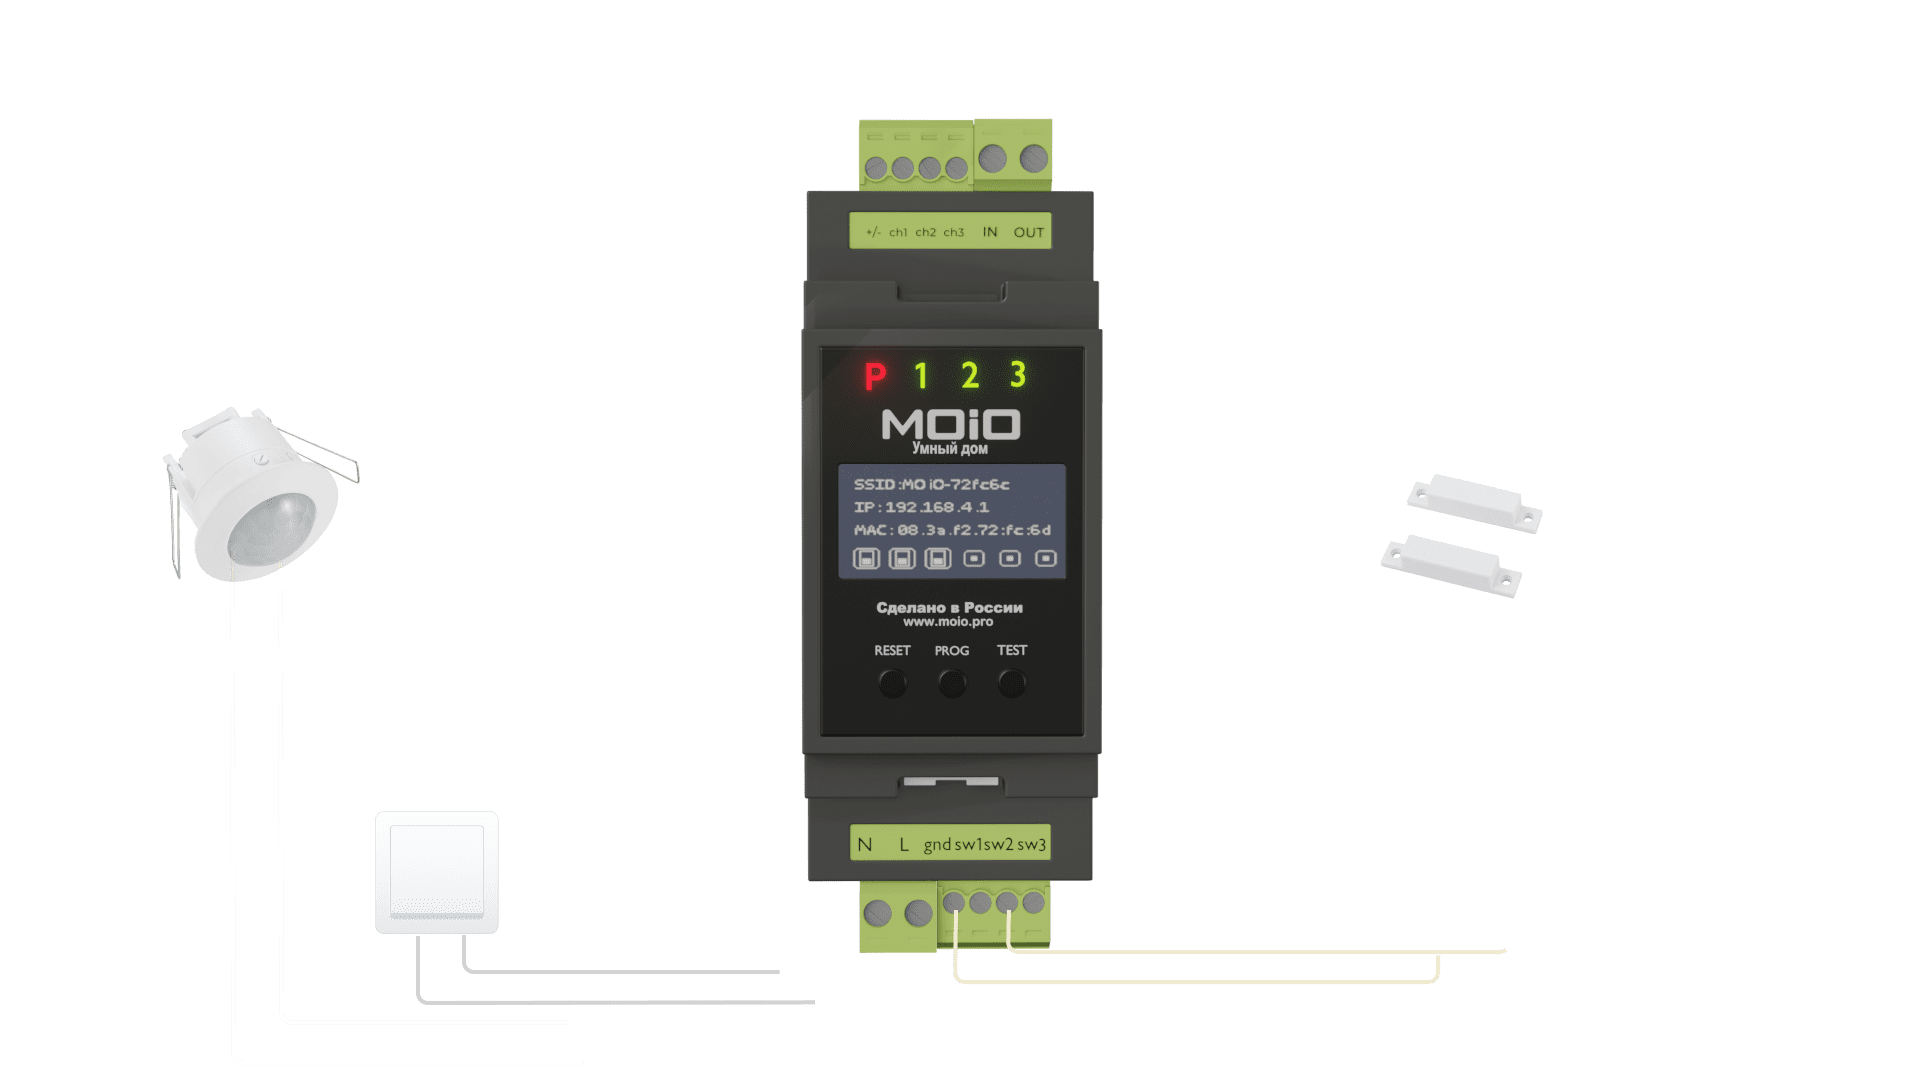 +/- ch1 ch2 ch3 IN OUT
P 1 2 3
MOiO
Умный дом
SSID:MOiO-72fc6c
IP:192.168.4.1
MAC:08.3a.f2.72:fc:6d
Сделано в России
www.moio.pro
RESET PROG TEST
N L gnd sw1 sw2 sw3